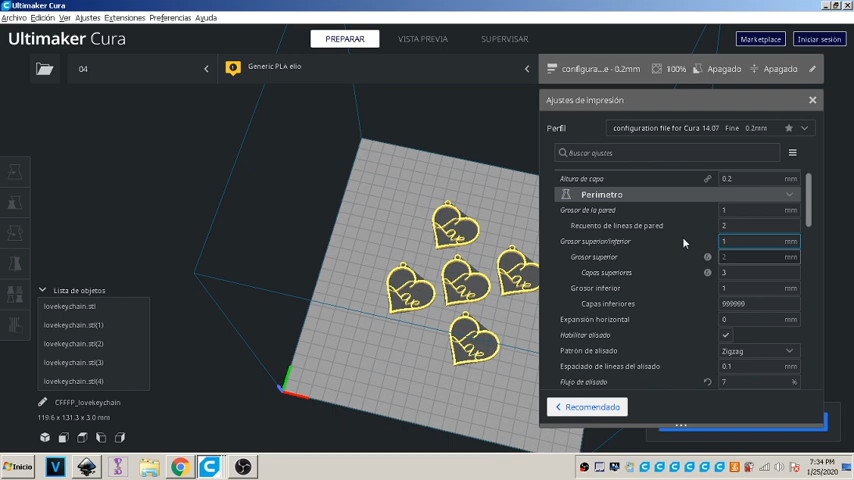 Ultimaker Cura
Archivo Edición Ver Ajustes Extensiones Preferencias Ayuda
Ultimaker Cura
PREPARAR
VISTA PREVIA
SUPERVISAR
Marketplace
Iniciar sesión
04
Generic PLA elio
configura...e - 0.2mm
100%
Apagado
Apagado
Ajustes de impresión
Perfil
configuration file for Cura 14.07 Fine 0.2mm
Buscar ajustes
Altura de capa 0.2 mm
Perímetro
Grosor de la pared 1 mm
Recuento de líneas de pared 2
Grosor superior/inferior 1 mm
Grosor superior 2 mm
Capas superiores 3
Grosor inferior 1 mm
Capas inferiores 999999
Expansión horizontal 0 mm
Habilitar alisado
Patrón de alisado Zigzag
Espaciado de líneas del alisado 0.1 mm
Flujo de alisado 7 %
Recomendado
Love
Love
Love
Love
Lista de objetos
lovekeychain.stl
lovekeychain.stl(1)
lovekeychain.stl(2)
lovekeychain.stl(3)
lovekeychain.stl(4)
CFFFP_lovekeychain
119.6 x 131.3 x 3.0 mm
Inicio
7:34 PM
1/25/2020